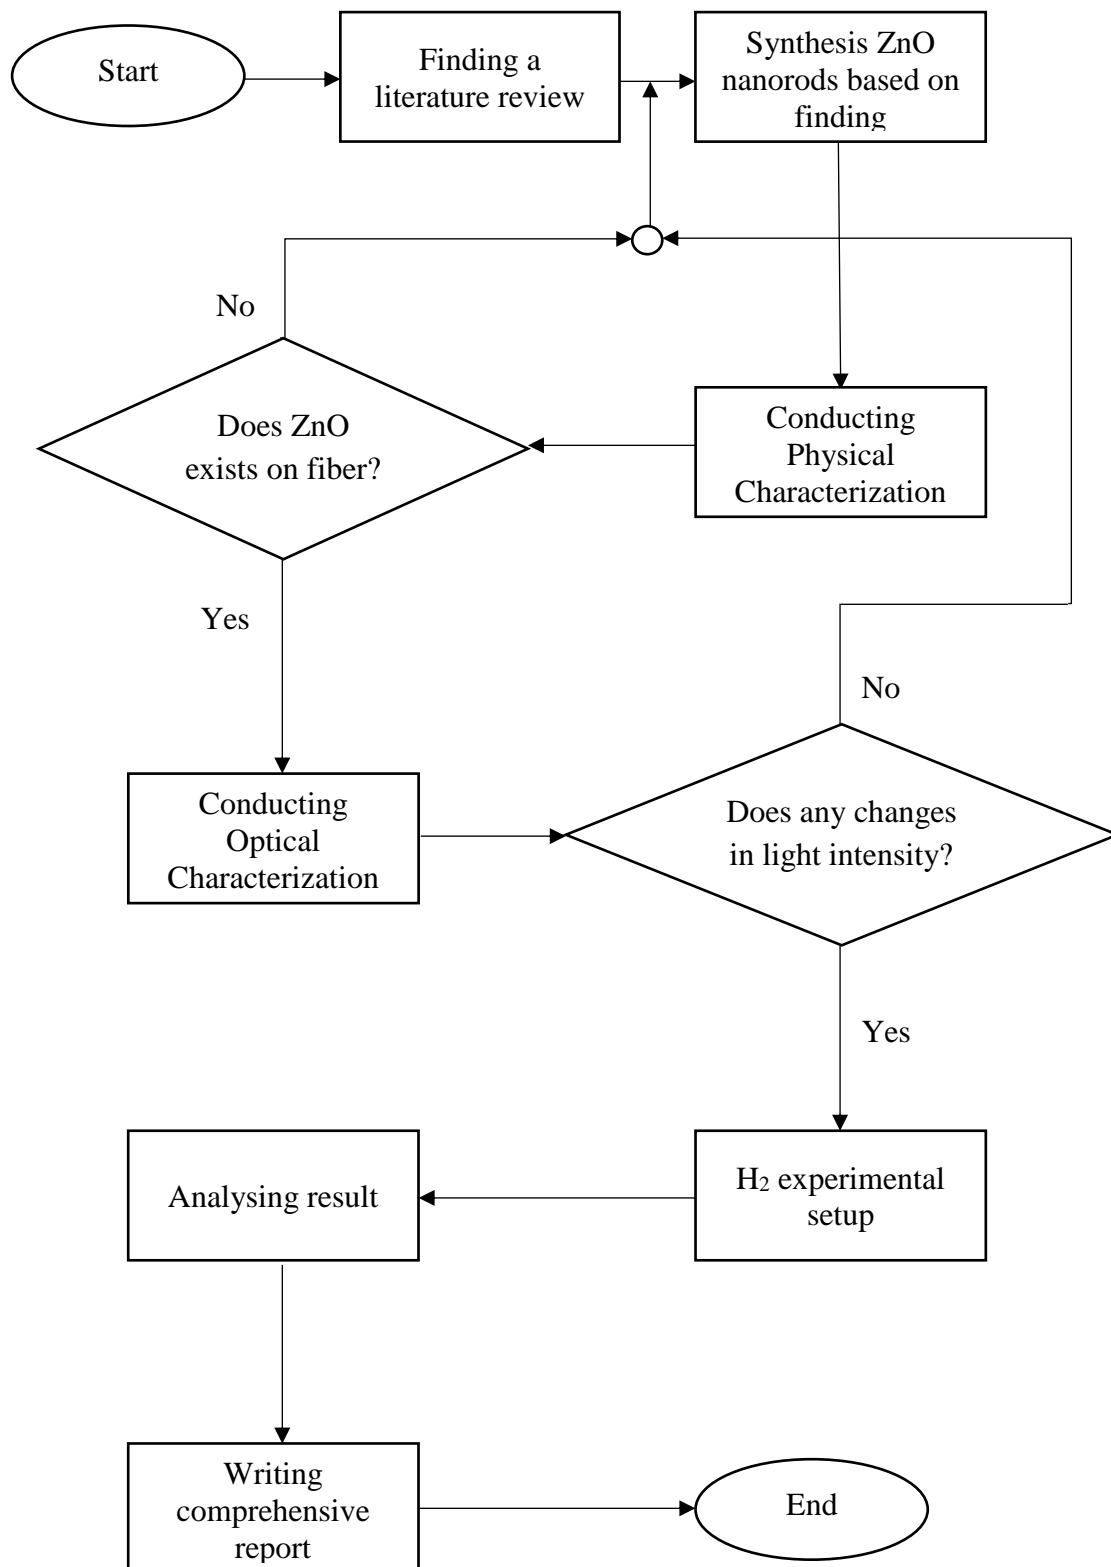 Start
Finding a
literature review
Synthesis ZnO
nanorods based on
finding
No
Does ZnO
exists on fiber?
Conducting
Physical
Characterization
Yes
No
Conducting
Optical
Characterization
Does any changes
in light intensity?
Yes
Analysing result
H₂ experimental
setup
Writing
comprehensive
report
End